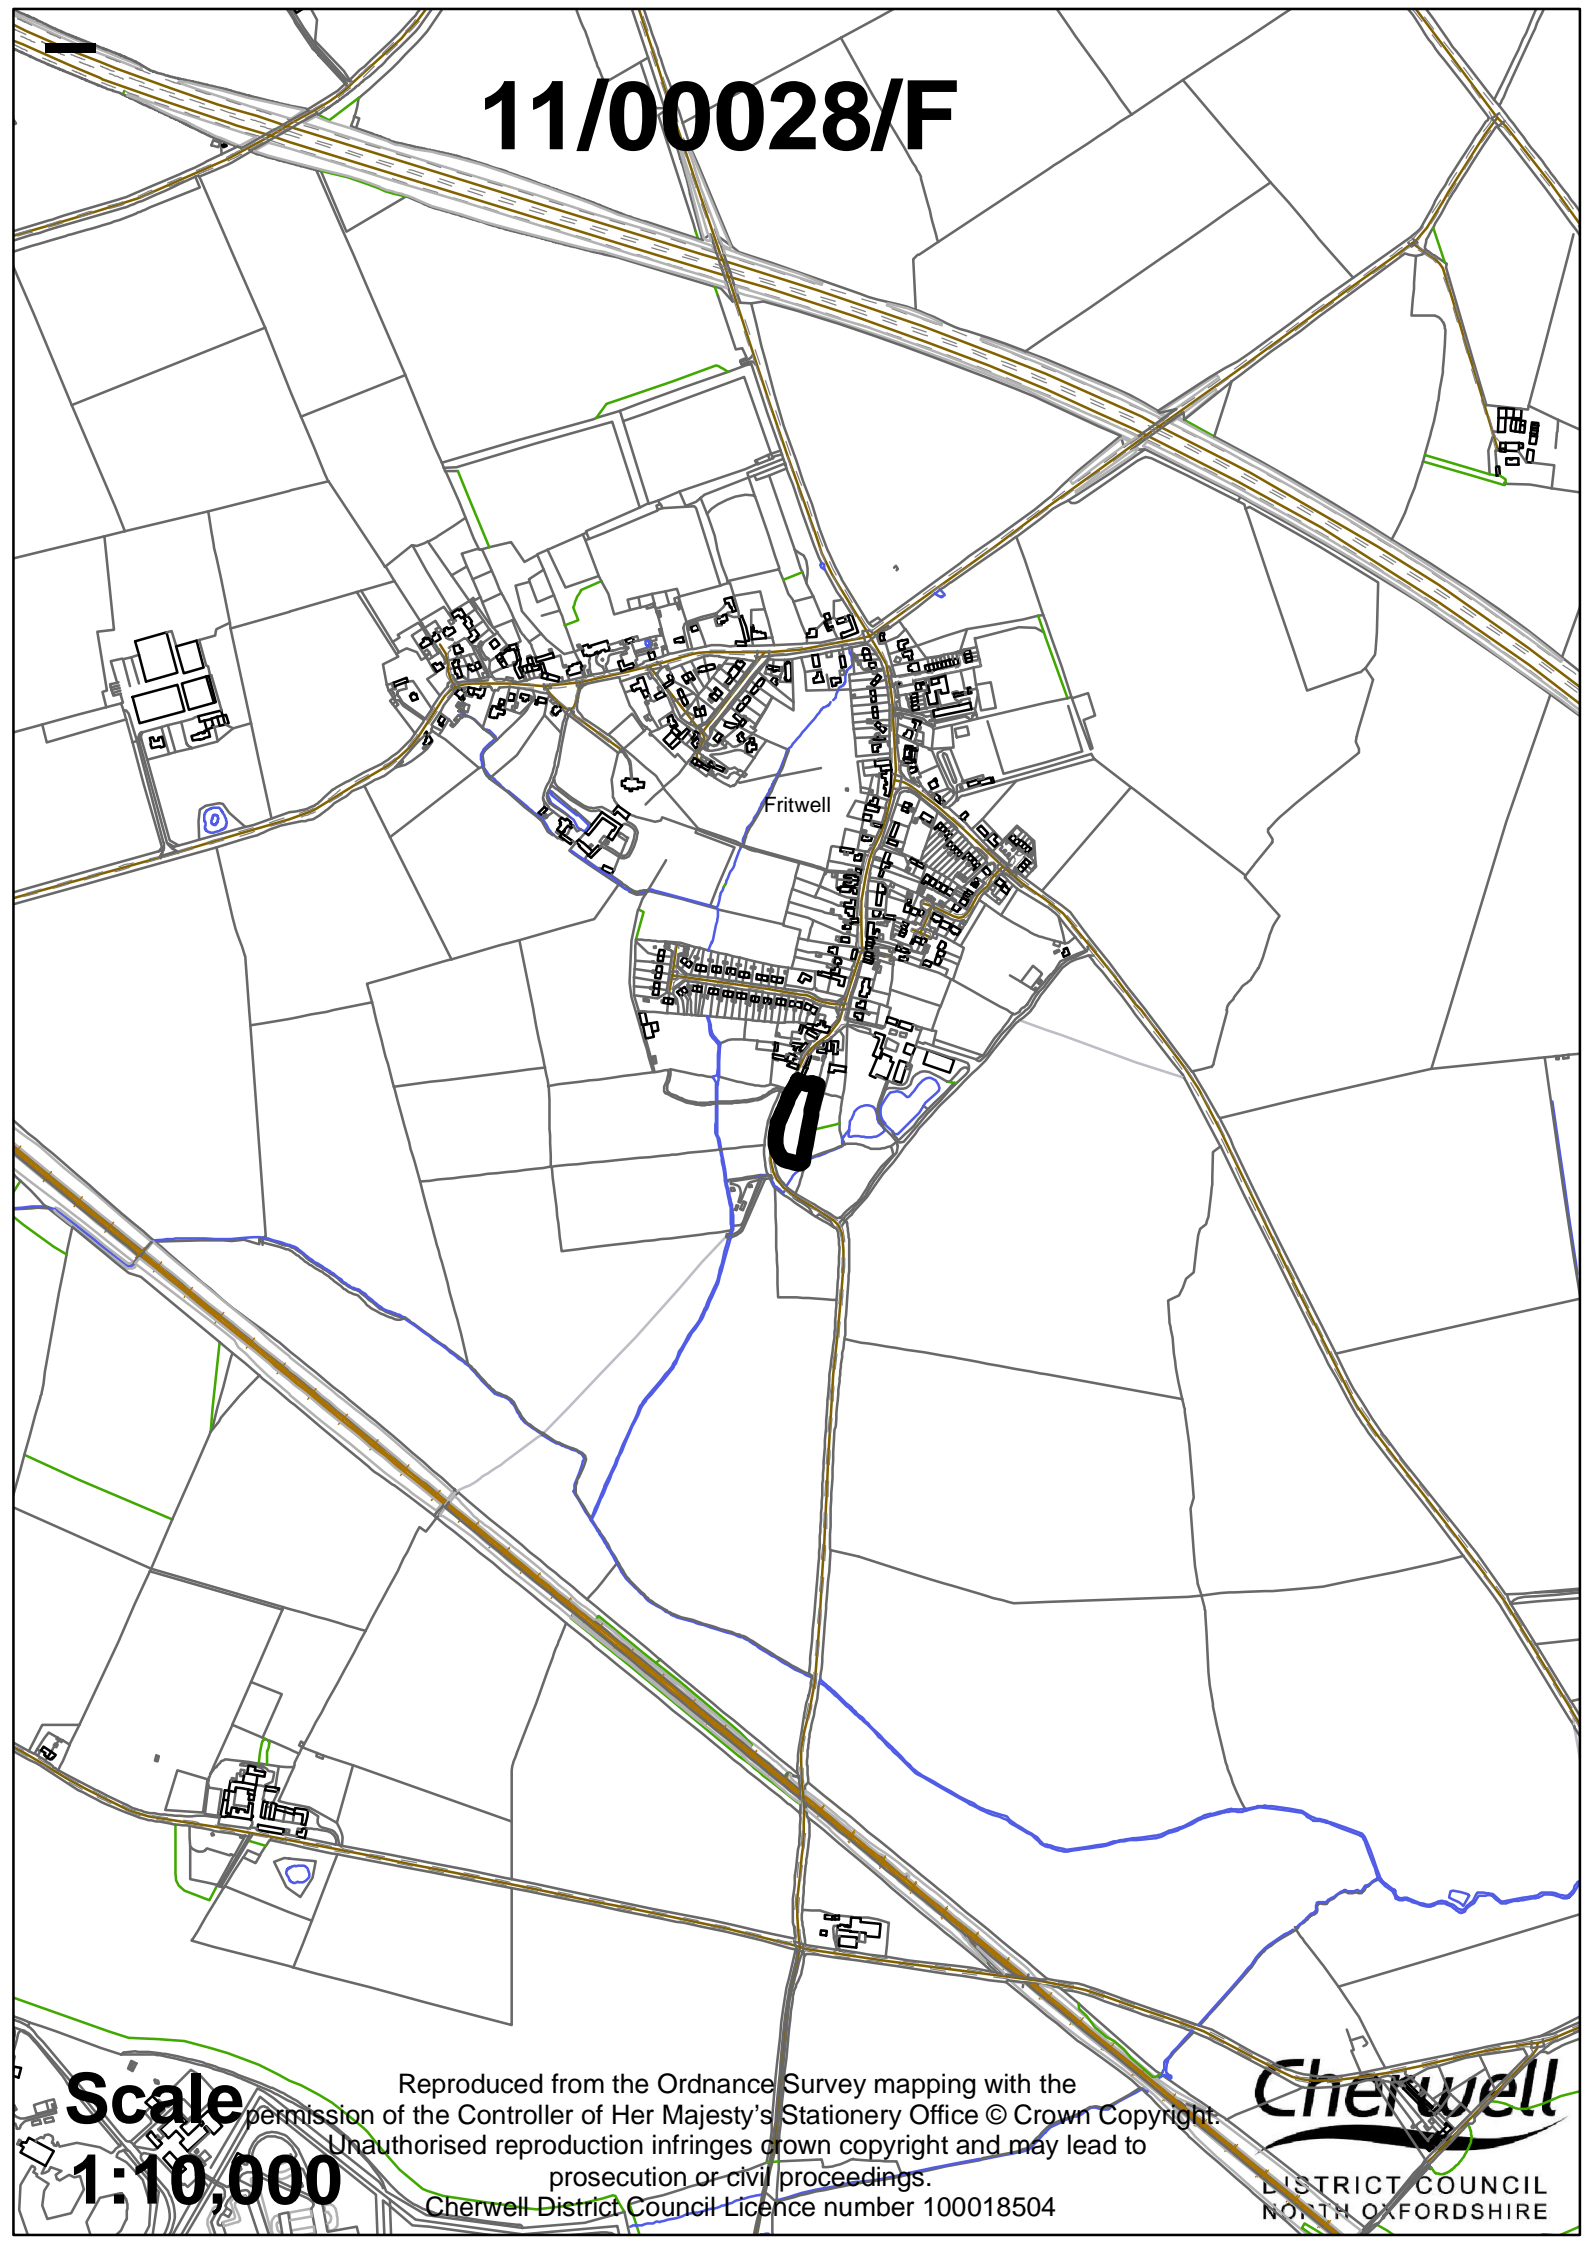 11/00028/F
Fritwell
Scale
1:10,000
Reproduced from the Ordnance Survey mapping with the
permission of the Controller of Her Majesty's Stationery Office © Crown Copyright.
Unauthorised reproduction infringes crown copyright and may lead to
prosecution or civil proceedings.
Cherwell District Council Licence number 100018504
Cherwell
DISTRICT COUNCIL
NORTH OXFORDSHIRE